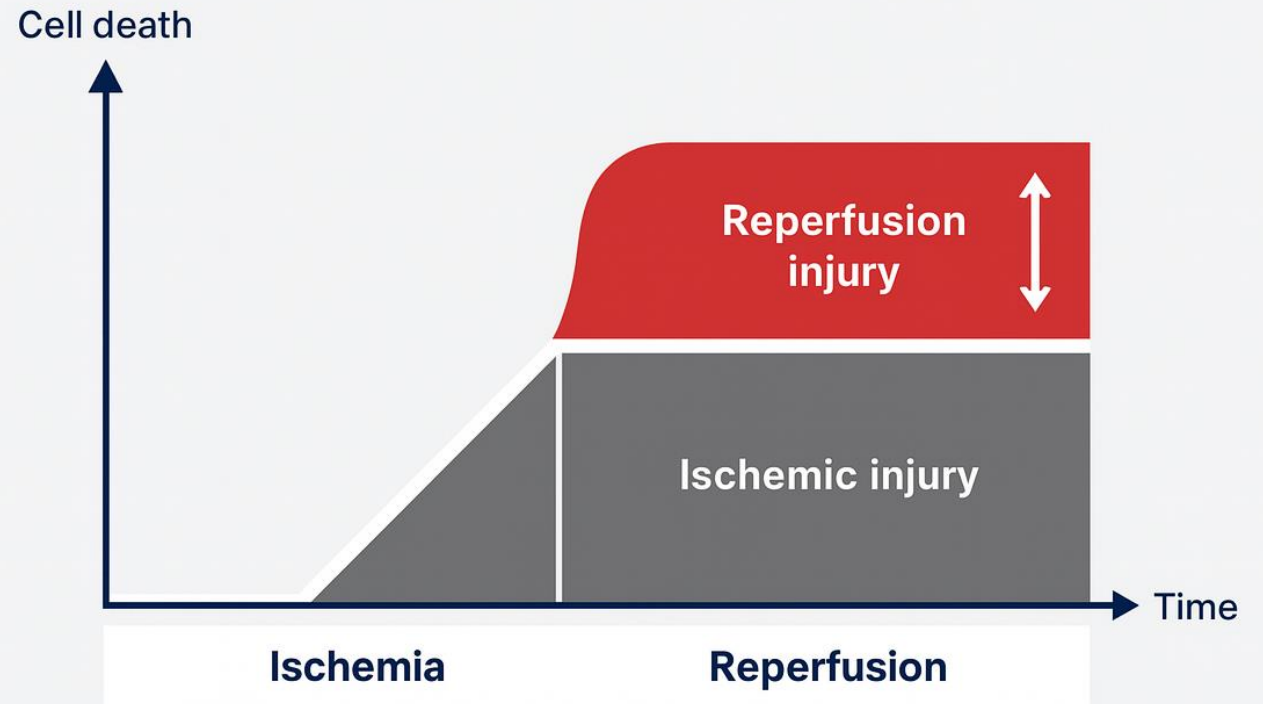 Cell death
Reperfusion
injury
Ischemic injury
Time
Ischemia
Reperfusion